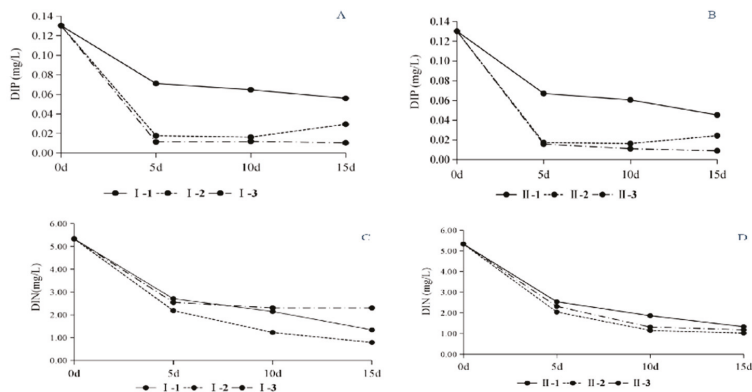 A
DIP (mg/L)
0.14
0.12
0.10
0.08
0.06
0.04
0.02
0.00
0d 5d 10d 15d
Ⅰ-1 Ⅰ-2 Ⅰ-3
B
DIP (mg/L)
0.14
0.12
0.10
0.08
0.06
0.04
0.02
0.00
0d 5d 10d 15d
Ⅱ-1 Ⅱ-2 Ⅱ-3
C
DIN(mg/L)
6.00
5.00
4.00
3.00
2.00
1.00
0.00
0d 5d 10d 15d
Ⅰ-1 Ⅰ-2 Ⅰ-3
D
DIN (mg/L)
6.00
5.00
4.00
3.00
2.00
1.00
0.00
0d 5d 10d 15d
Ⅱ-1 Ⅱ-2 Ⅱ-3